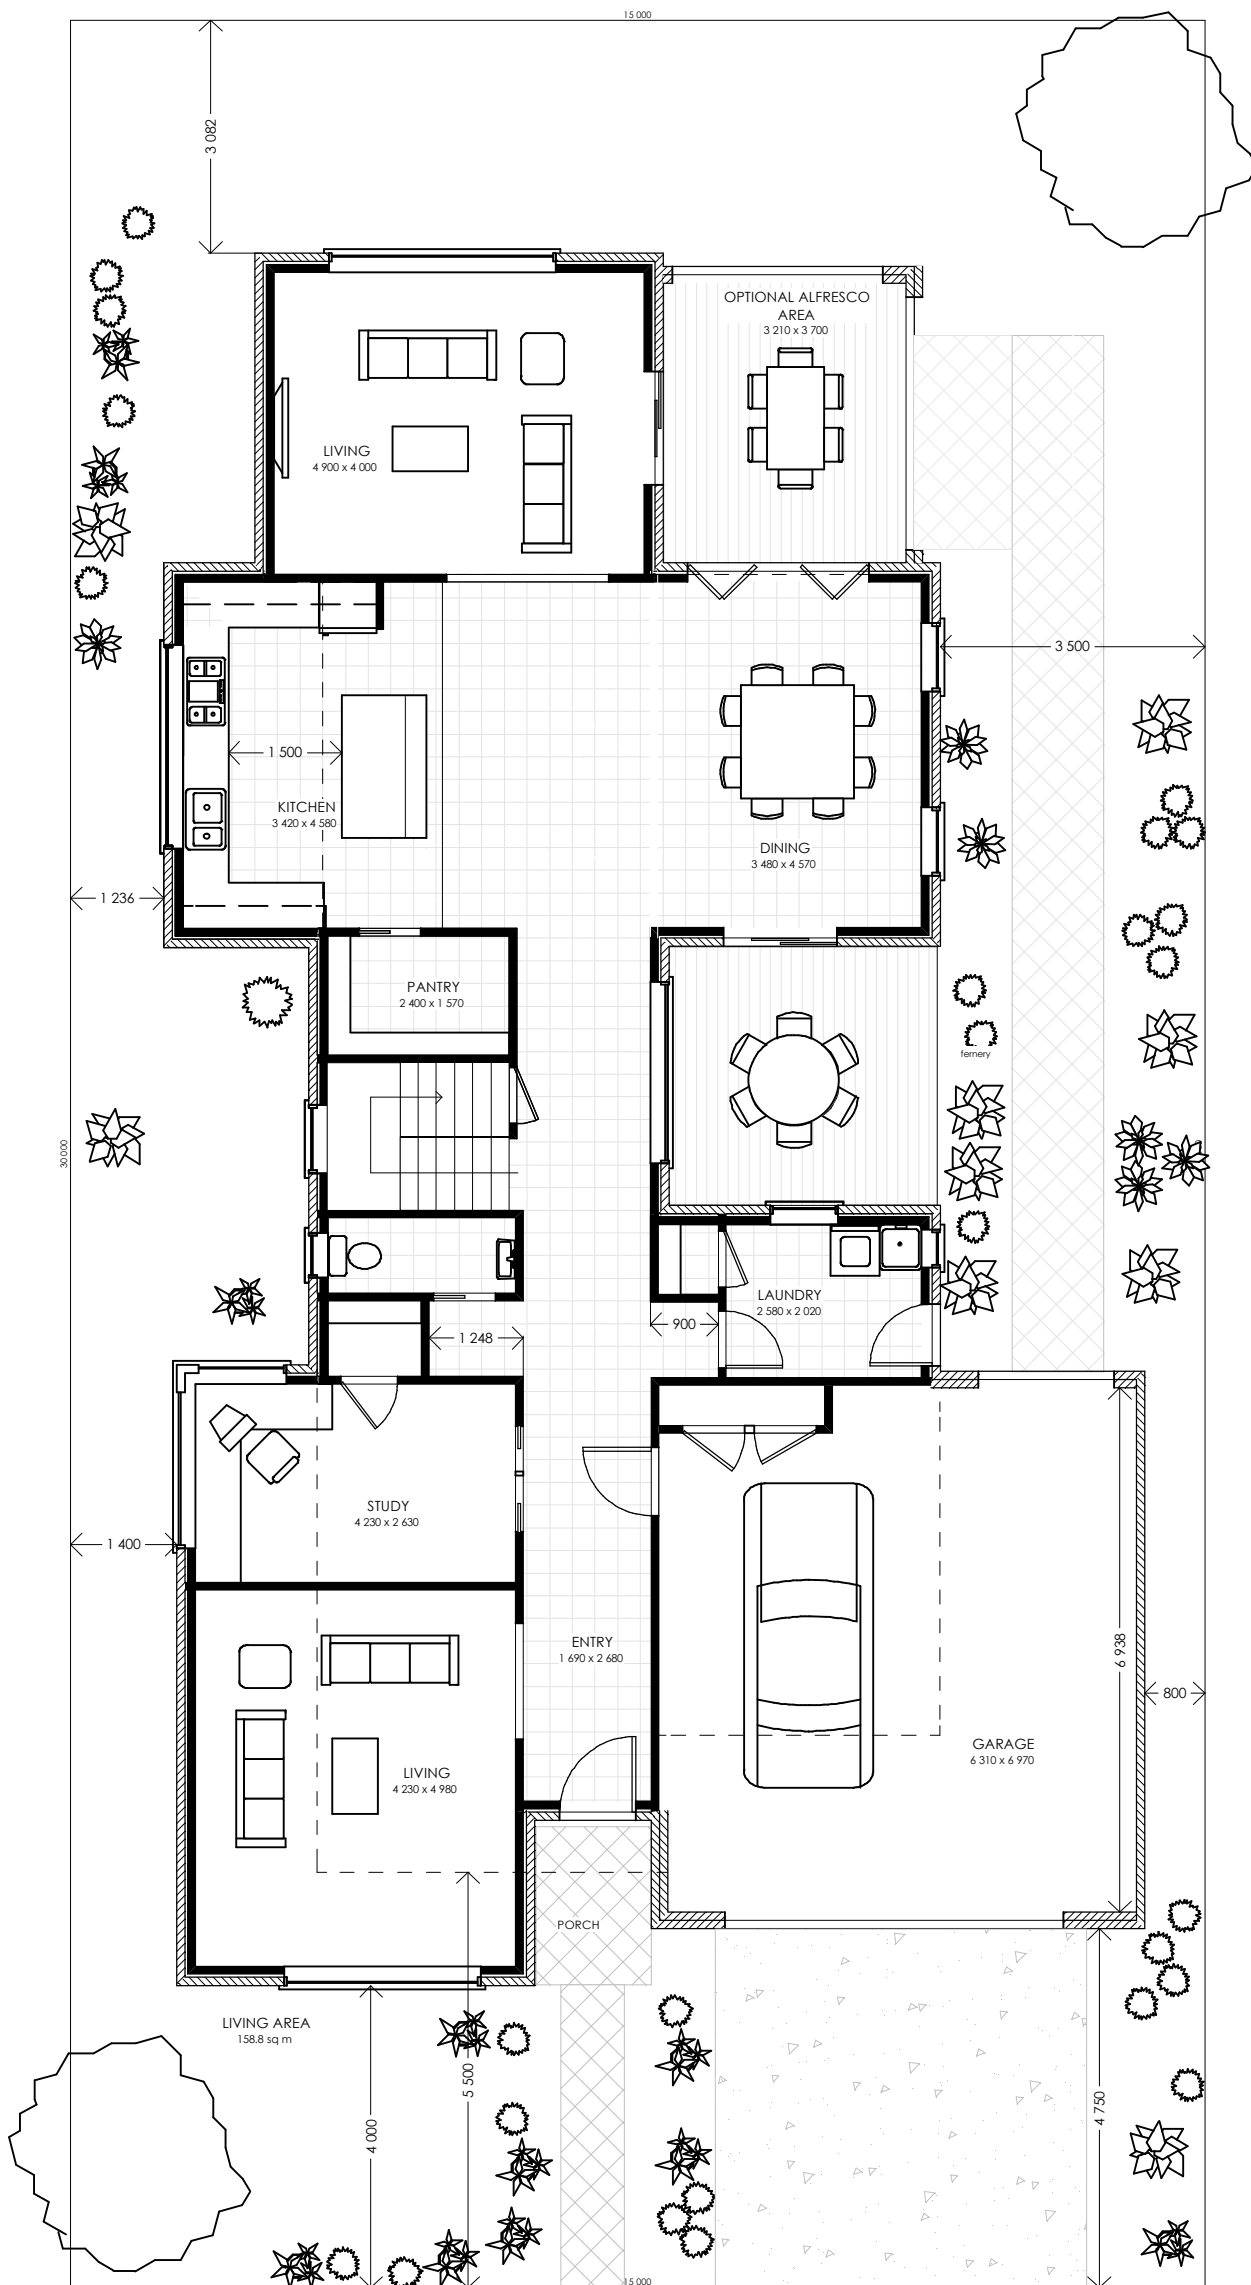 15 000
3 082
OPTIONAL ALFRESCO
AREA
3 210 x 3 700
LIVING
4 900 x 4 000
3 500
1 500
KITCHEN
3 420 x 4 580
DINING
3 480 x 4 570
1 236
PANTRY
2 400 x 1 570
fernery
30 000
LAUNDRY
2 580 x 2 020
900
1 248
STUDY
4 230 x 2 630
1 400
ENTRY
1 690 x 2 680
6 938
800
GARAGE
6 310 x 6 970
LIVING
4 230 x 4 980
PORCH
LIVING AREA
158.8 sq m
5 500
4 000
4 750
15 000